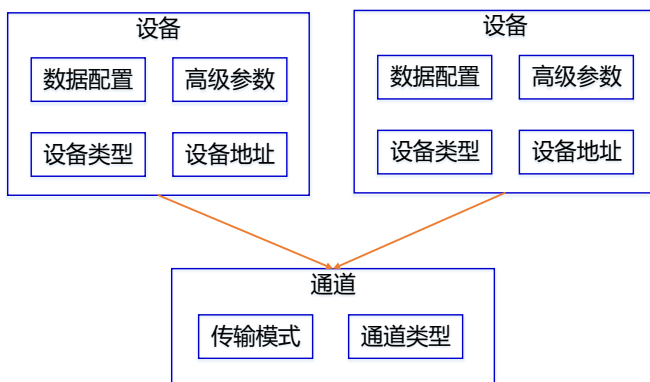 设备
数据配置 高级参数
设备类型 设备地址
设备
数据配置 高级参数
设备类型 设备地址
通道
传输模式 通道类型